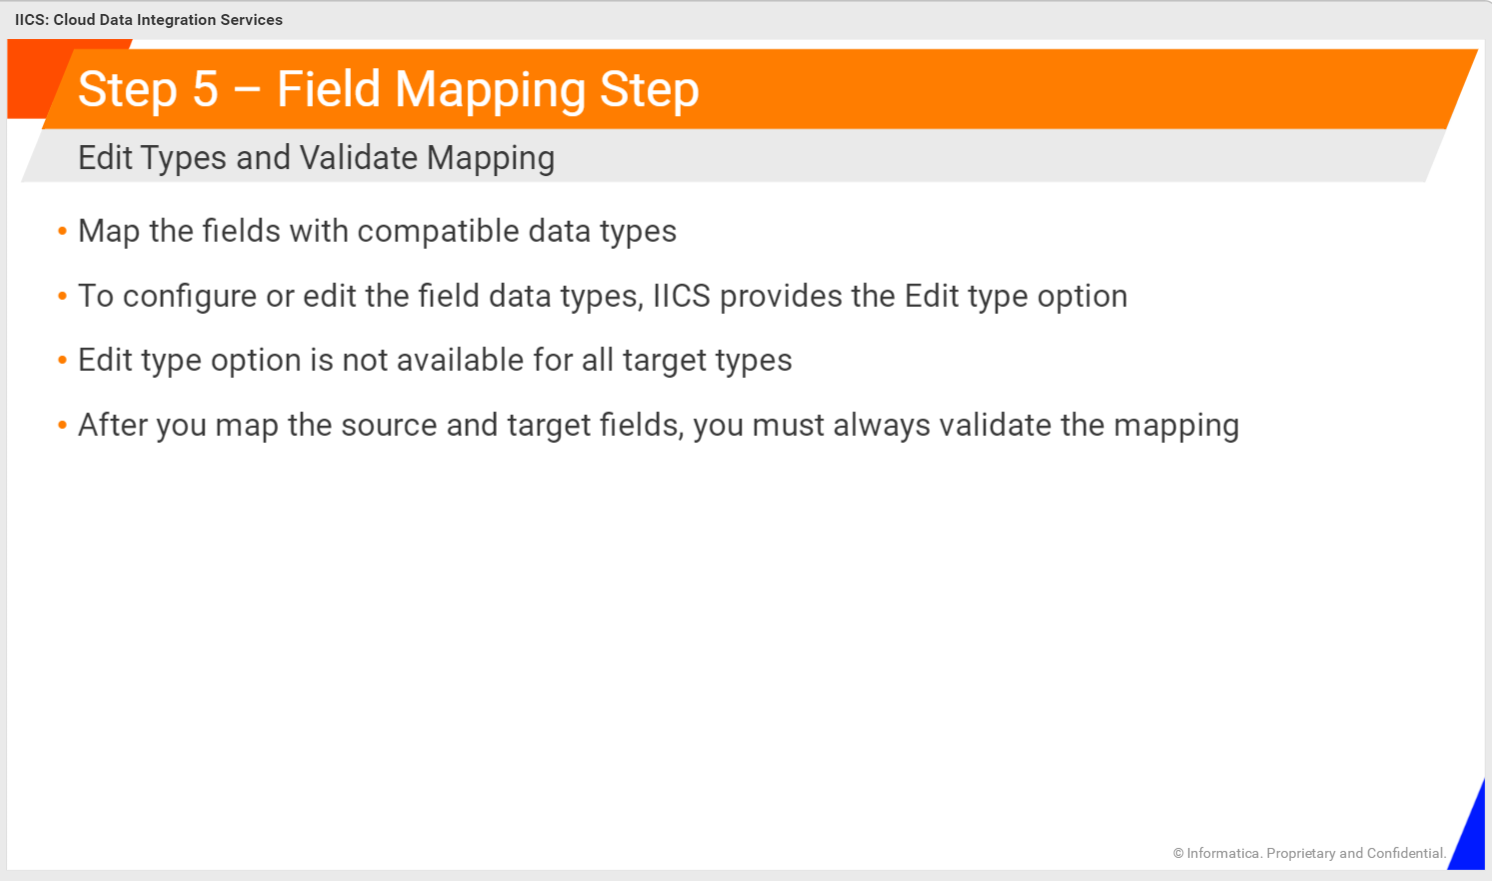 IICS: Cloud Data Integration Services
Step 5 – Field Mapping Step
Edit Types and Validate Mapping
• Map the fields with compatible data types
• To configure or edit the field data types, IICS provides the Edit type option
• Edit type option is not available for all target types
• After you map the source and target fields, you must always validate the mapping
© Informatica. Proprietary and Confidential.